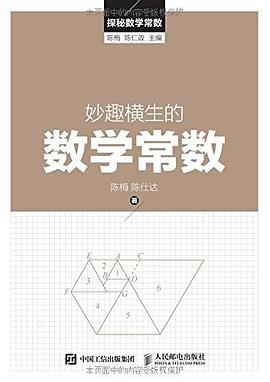 本页面中的内容受版权保护
探秘数学常数
陈梅 陈仁政 主编
妙趣横生的
数学常数
陈梅 陈仕达
著
E A C
2
1
3 B D
6
F G
4
5
中国工信出版集团
人民邮电出版社
POSTS & TELECOM PRESS
本页面中的内容受版权保护